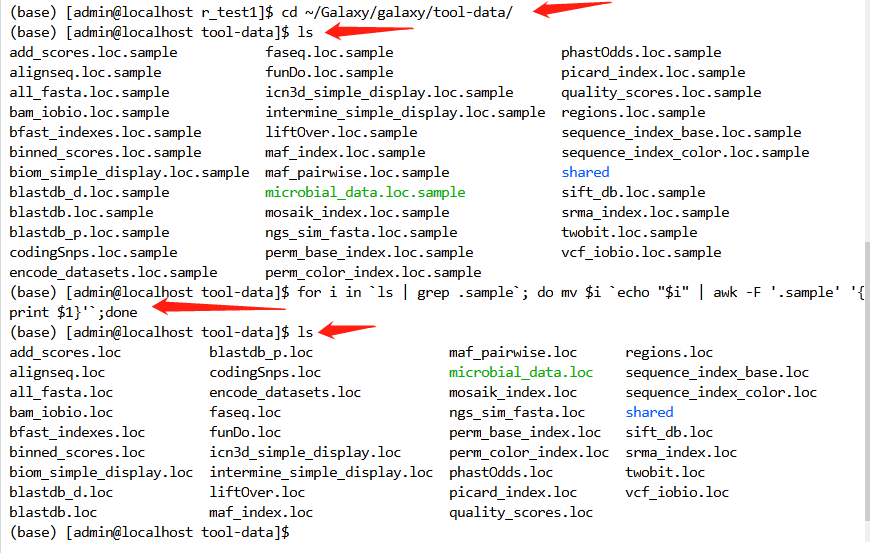 (base) [admin@localhost r_test1]$ cd ~/Galaxy/galaxy/tool-data/
(base) [admin@localhost tool-data]$ ls
add_scores.loc.sample faseq.loc.sample phastOdds.loc.sample
alignseq.loc.sample funDo.loc.sample picard_index.loc.sample
all_fasta.loc.sample icn3d_simple_display.loc.sample quality_scores.loc.sample
bam_iobio.loc.sample intermine_simple_display.loc.sample regions.loc.sample
bfast_indexes.loc.sample liftOver.loc.sample sequence_index_base.loc.sample
binned_scores.loc.sample maf_index.loc.sample sequence_index_color.loc.sample
biom_simple_display.loc.sample maf_pairwise.loc.sample shared
blastdb_d.loc.sample microbial_data.loc.sample sift_db.loc.sample
blastdb.loc.sample mosaik_index.loc.sample srma_index.loc.sample
blastdb_p.loc.sample ngs_sim_fasta.loc.sample twobit.loc.sample
codingSnps.loc.sample perm_base_index.loc.sample vcf_iobio.loc.sample
encode_datasets.loc.sample perm_color_index.loc.sample
(base) [admin@localhost tool-data]$ for i in `ls | grep .sample`; do mv $i `echo "$i" | awk -F '.sample' '{
print $1}'`;done
(base) [admin@localhost tool-data]$ ls
add_scores.loc blastdb_p.loc maf_pairwise.loc regions.loc
alignseq.loc codingSnps.loc microbial_data.loc sequence_index_base.loc
all_fasta.loc encode_datasets.loc mosaik_index.loc sequence_index_color.loc
bam_iobio.loc faseq.loc ngs_sim_fasta.loc shared
bfast_indexes.loc funDo.loc perm_base_index.loc sift_db.loc
binned_scores.loc icn3d_simple_display.loc perm_color_index.loc srma_index.loc
biom_simple_display.loc intermine_simple_display.loc phastOdds.loc twobit.loc
blastdb_d.loc liftOver.loc picard_index.loc vcf_iobio.loc
blastdb.loc maf_index.loc quality_scores.loc
(base) [admin@localhost tool-data]$